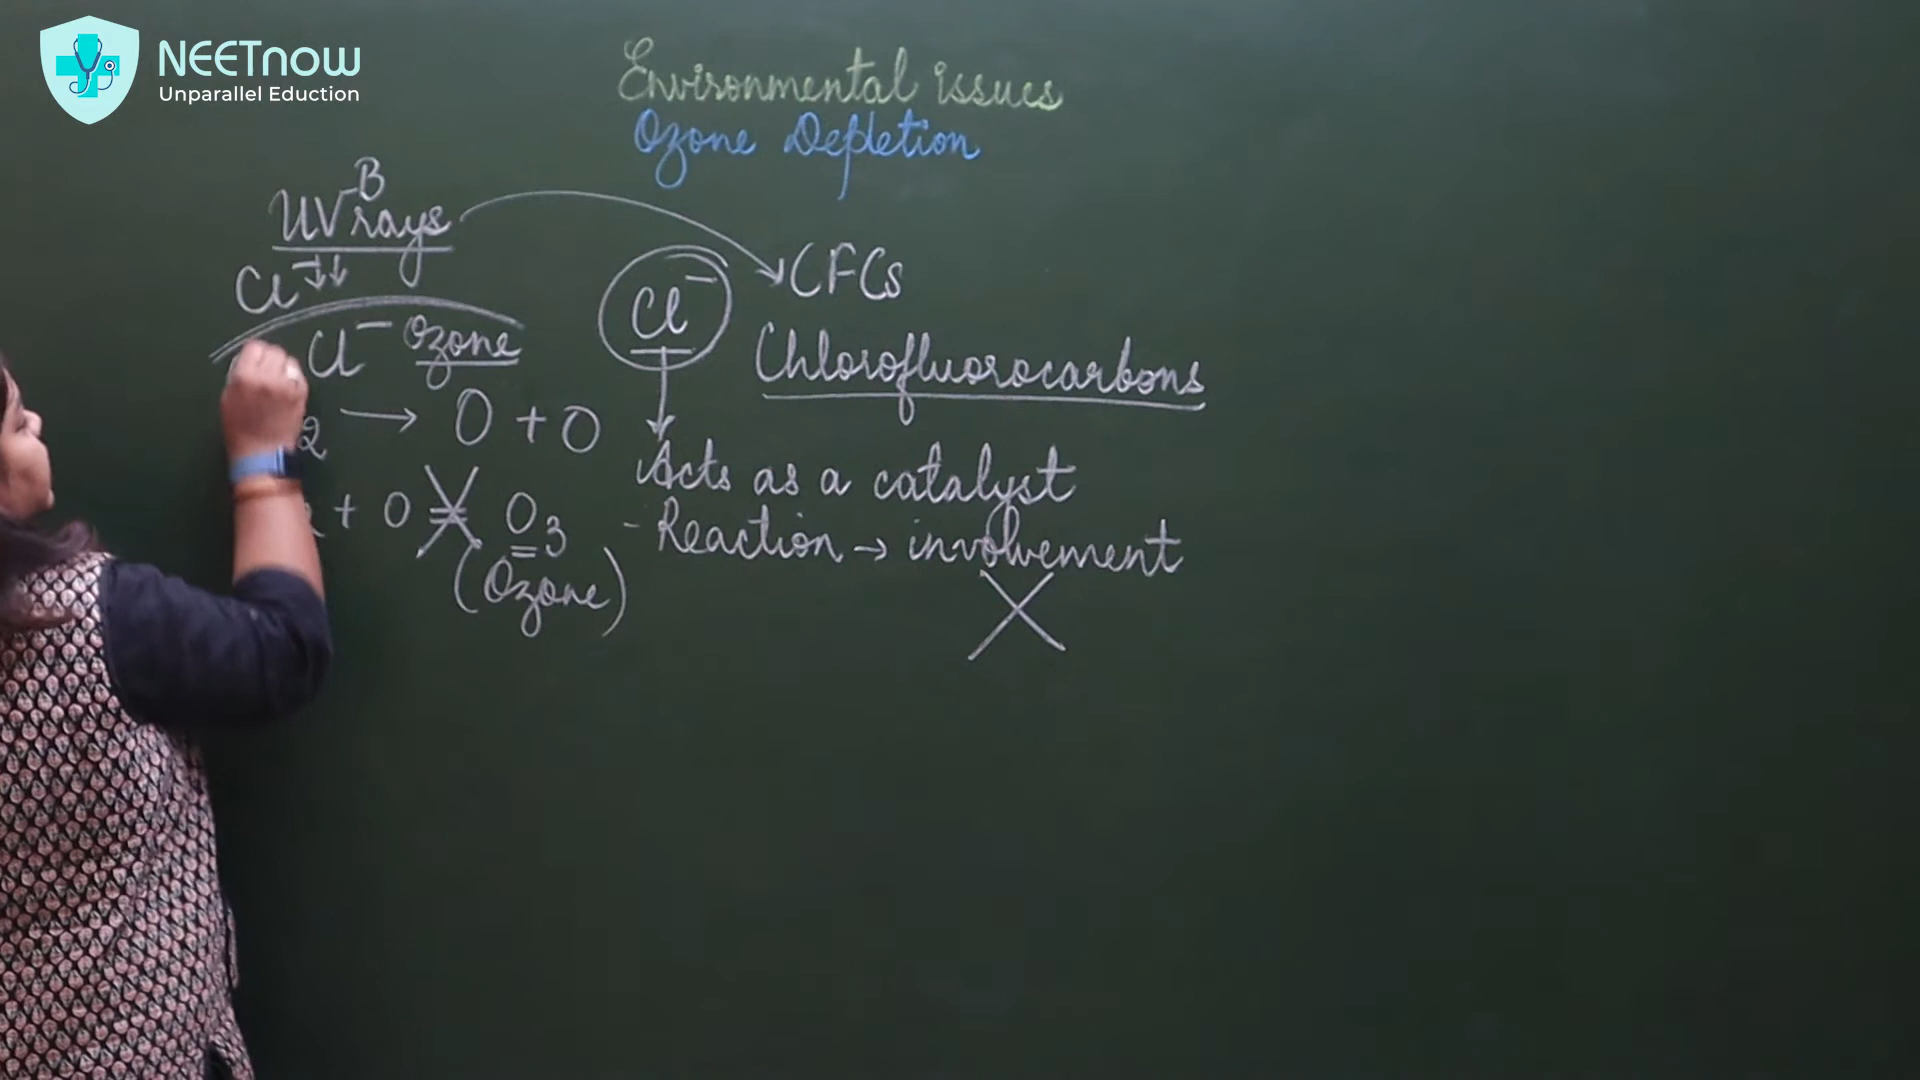 NEETnow
Unparallel Eduction
Environmental issues
Ozone Depletion
UV-B rays
Cl⁻ ↓↓
Cl⁻ Ozone
2 → O + O
+ O = O3
(Ozone)
Cl⁻
CFCs
Chlorofluorocarbons
Acts as a catalyst
- Reaction → involvement
X